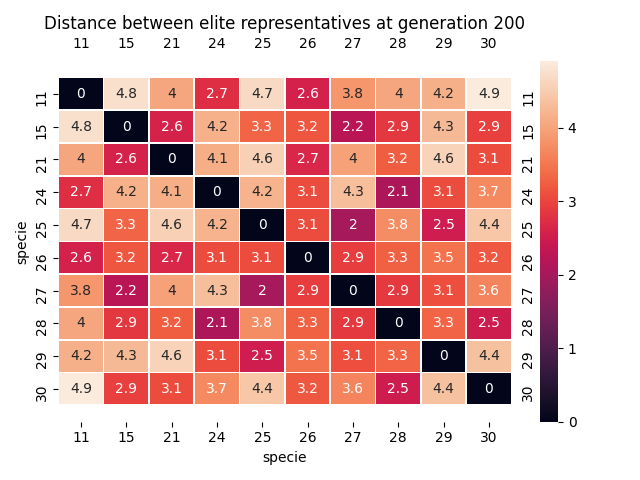 Distance between elite representatives at generation 200
11 15 21 24 25 26 27 28 29 30
11 0 4.8 4 2.7 4.7 2.6 3.8 4 4.2 4.9 11
15 4.8 0 2.6 4.2 3.3 3.2 2.2 2.9 4.3 2.9 15
4
21 4 2.6 0 4.1 4.6 2.7 4 3.2 4.6 3.1 21
24 2.7 4.2 4.1 0 4.2 3.1 4.3 2.1 3.1 3.7 24
3
specie
25 4.7 3.3 4.6 4.2 0 3.1 2 3.8 2.5 4.4 25
26 2.6 3.2 2.7 3.1 3.1 0 2.9 3.3 3.5 3.2 26
2
27 3.8 2.2 4 4.3 2 2.9 0 2.9 3.1 3.6 27
28 4 2.9 3.2 2.1 3.8 3.3 2.9 0 3.3 2.5 28
1
29 4.2 4.3 4.6 3.1 2.5 3.5 3.1 3.3 0 4.4 29
30 4.9 2.9 3.1 3.7 4.4 3.2 3.6 2.5 4.4 0 30
0
11 15 21 24 25 26 27 28 29 30
specie